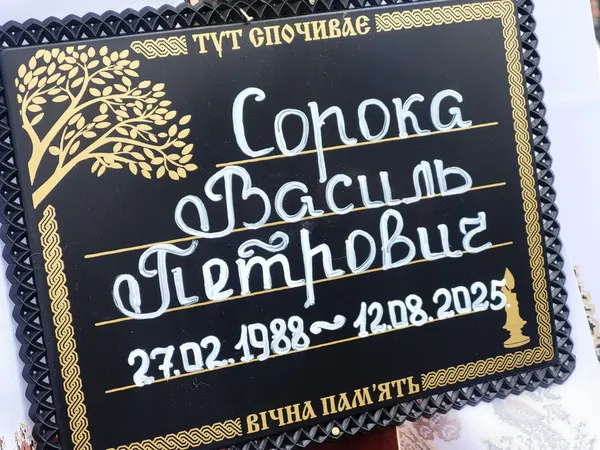 ТУТ СПОЧИВАЄ
Сорока
Василь
Петрович
27.02.1988~12.08.2025.
ВІЧНА ПАМ'ЯТЬ